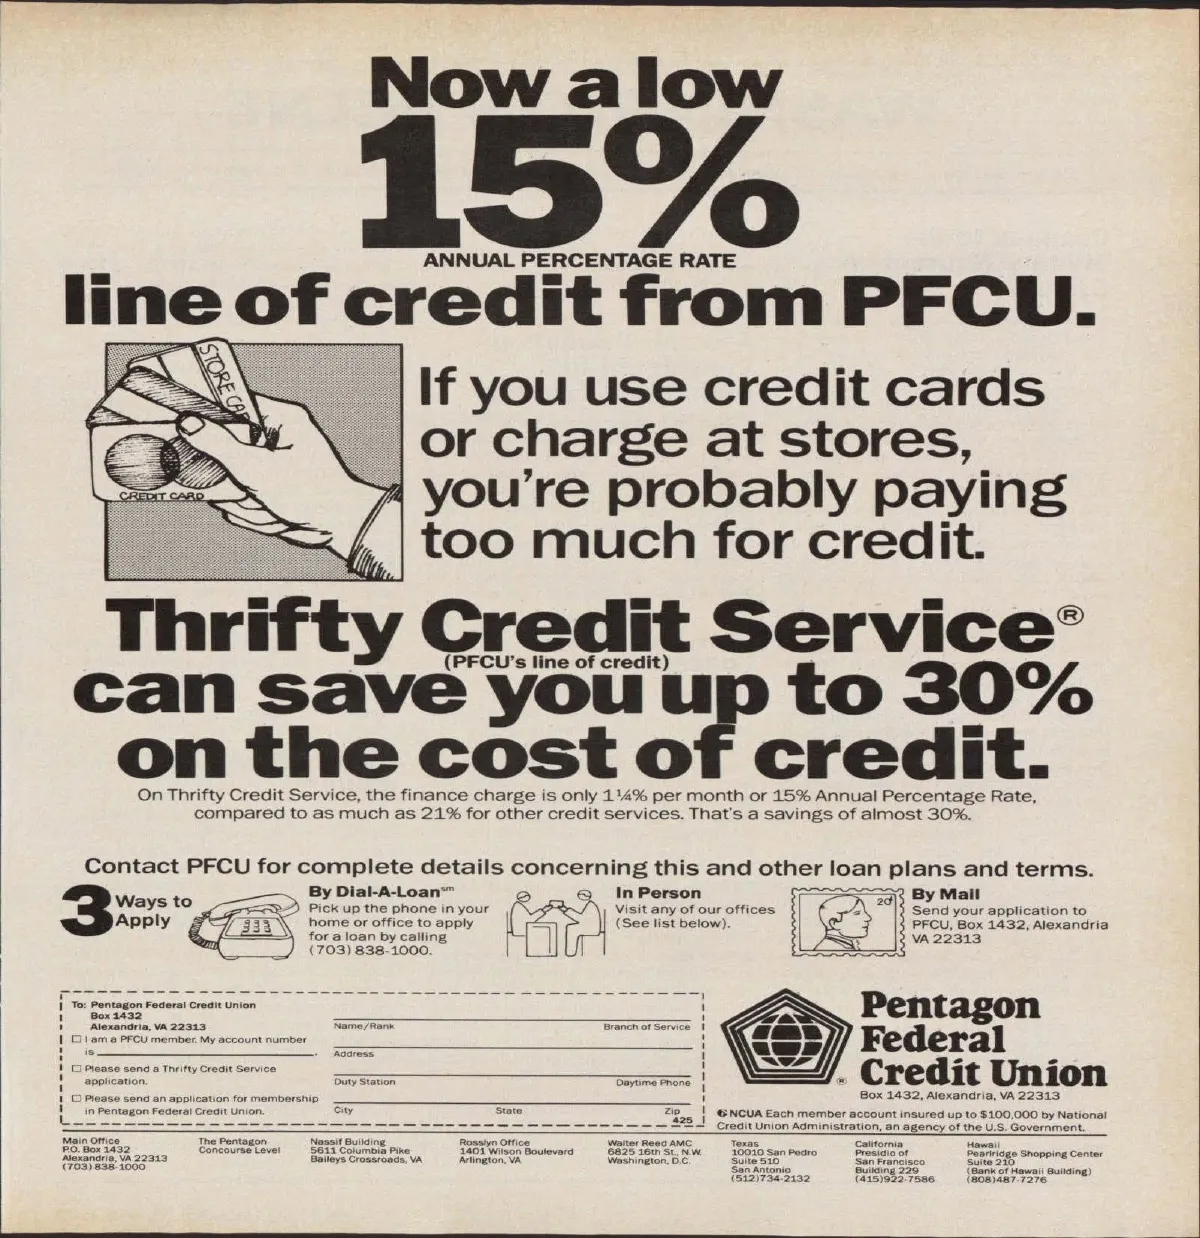 Now a low
15%
ANNUAL PERCENTAGE RATE
line of credit from PFCU.
STORE CAR
CREDIT CARD
If you use credit cards
or charge at stores,
you're probably paying
too much for credit.
Thrifty Credit Service®
(PFCU's line of credit)
can save you up to 30%
on the cost of credit.
On Thrifty Credit Service, the finance charge is only 1¼% per month or 15% Annual Percentage Rate,
compared to as much as 21% for other credit services. That's a savings of almost 30%.
Contact PFCU for complete details concerning this and other loan plans and terms.
3 Ways to
Apply
By Dial-A-Loan℠
Pick up the phone in your
home or office to apply
for a loan by calling
(703) 838-1000.
In Person
Visit any of our offices
(See list below).
20¢
By Mail
Send your application to
PFCU, Box 1432, Alexandria
VA 22313
To: Pentagon Federal Credit Union
Box 1432
Alexandria, VA 22313
☐ I am a PFCU member. My account number
is ____________________.
☐ Please send a Thrifty Credit Service
application.
☐ Please send an application for membership
in Pentagon Federal Credit Union.
Name/Rank Branch of Service
Address
Duty Station Daytime Phone
City State Zip
425
®
Pentagon
Federal
Credit Union
Box 1432, Alexandria, VA 22313
NCUA Each member account insured up to $100,000 by National
Credit Union Administration, an agency of the U.S. Government.
Main Office
P.O. Box 1432
Alexandria, VA 22313
(703) 838-1000
The Pentagon
Concourse Level
Nassif Building
5611 Columbia Pike
Baileys Crossroads, VA
Rosslyn Office
1401 Wilson Boulevard
Arlington, VA
Walter Reed AMC
6825 16th St., N.W.
Washington, D.C.
Texas
10010 San Pedro
Suite 510
San Antonio
(512)734-2132
California
Presidio of
San Francisco
Building 229
(415)922-7586
Hawaii
Pearlridge Shopping Center
Suite 210
(Bank of Hawaii Building)
(808)487-7276